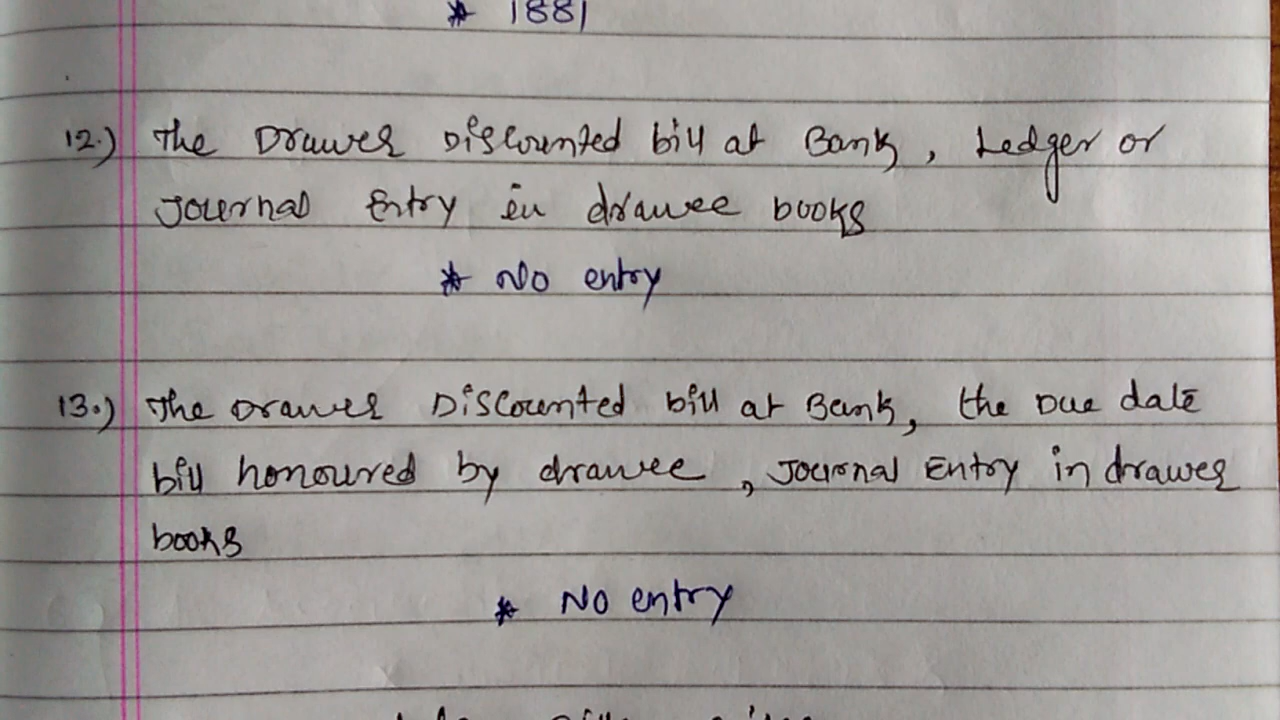 * 1881
12.) The Drawer Discounted bill at Bank, Ledger or
Journal Entry in drawee books
* No entry
13.) The Drawer Discounted bill at Bank, the Due date
bill honoured by drawee, Journal Entry in drawer
books
* No entry